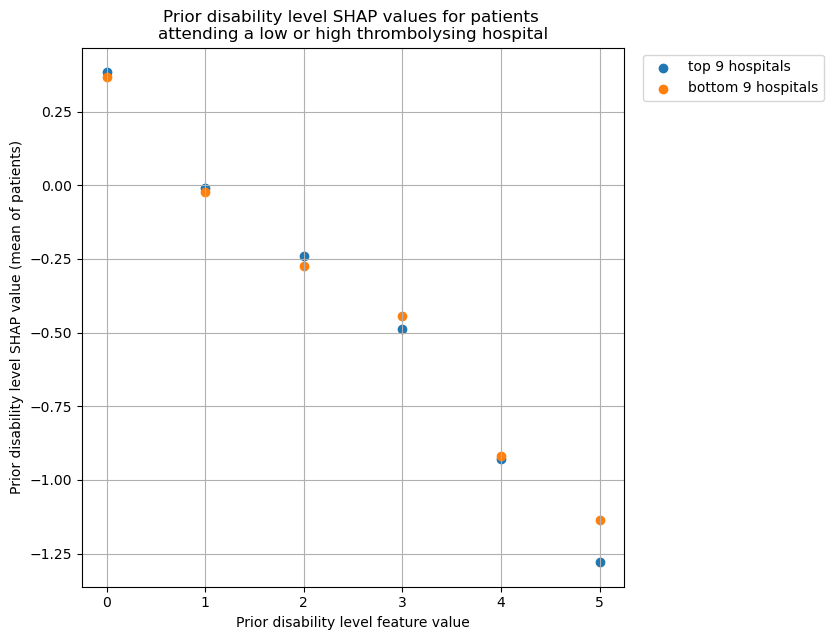 Prior disability level SHAP values for patients
attending a low or high thrombolysing hospital
top 9 hospitals
bottom 9 hospitals
Prior disability level SHAP value (mean of patients)
0.25
0.00
−0.25
−0.50
−0.75
−1.00
−1.25
0 1 2 3 4 5
Prior disability level feature value